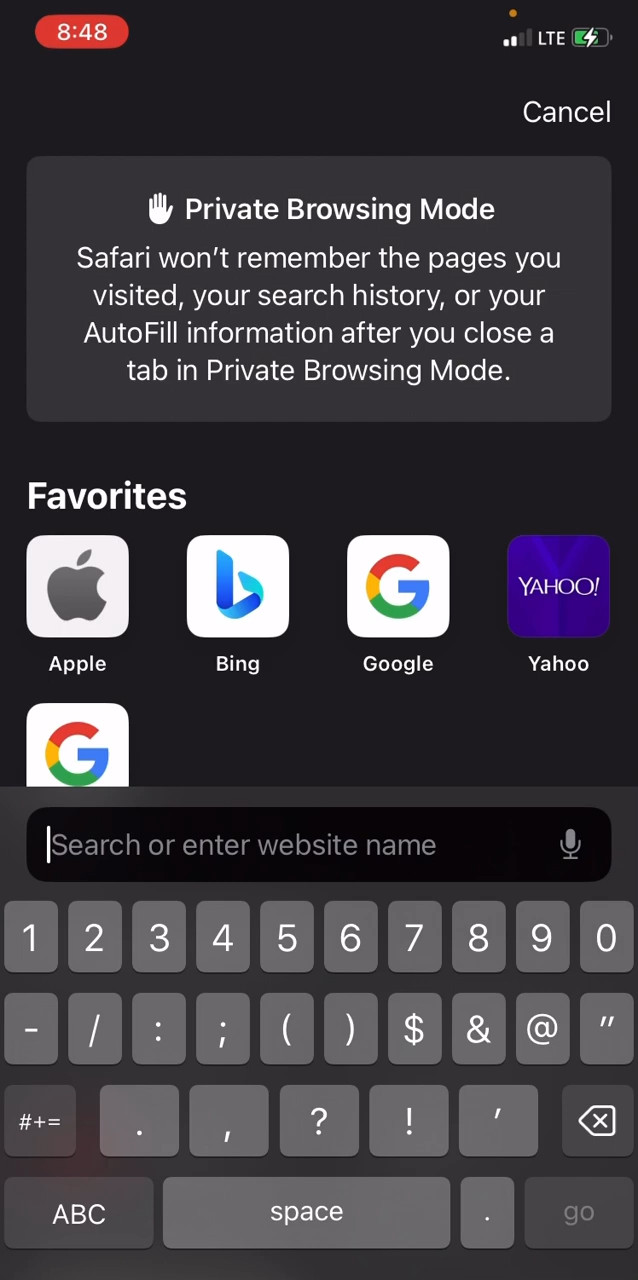 8:48
LTE
Cancel
Private Browsing Mode
Safari won’t remember the pages you
visited, your search history, or your
AutoFill information after you close a
tab in Private Browsing Mode.
Favorites
YAHOO!
Apple Bing Google Yahoo
Search or enter website name
1 2 3 4 5 6 7 8 9 0
- / : ; ( ) $ & @ "
#+= . , ? ! ’
ABC space . go